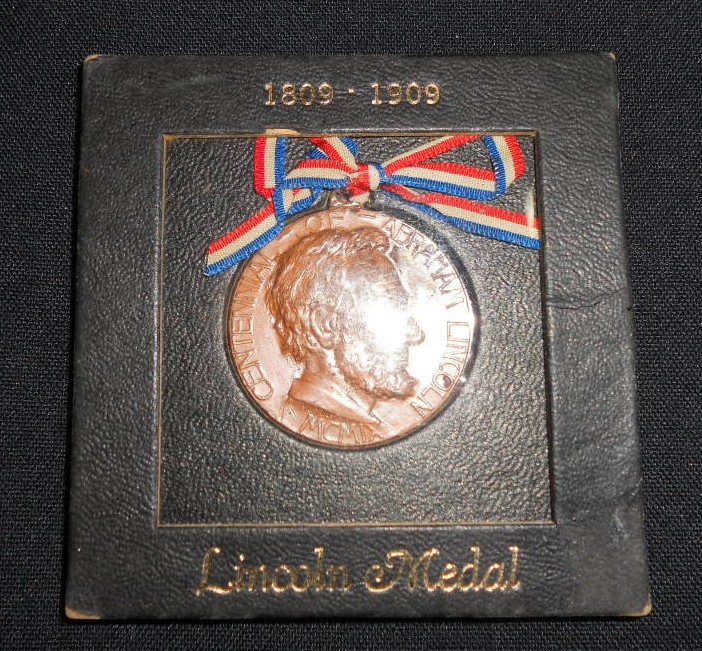 1809 · 1909
CENTENNIAL OF ABRAHAM LINCOLN
MCMIX
Lincoln Medal